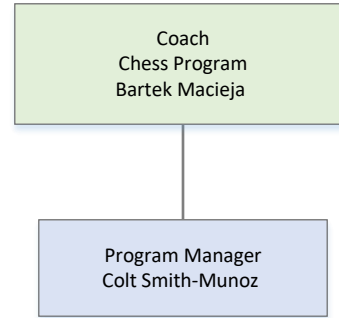 Coach
Chess Program
Bartek Macieja
Program Manager
Colt Smith-Munoz